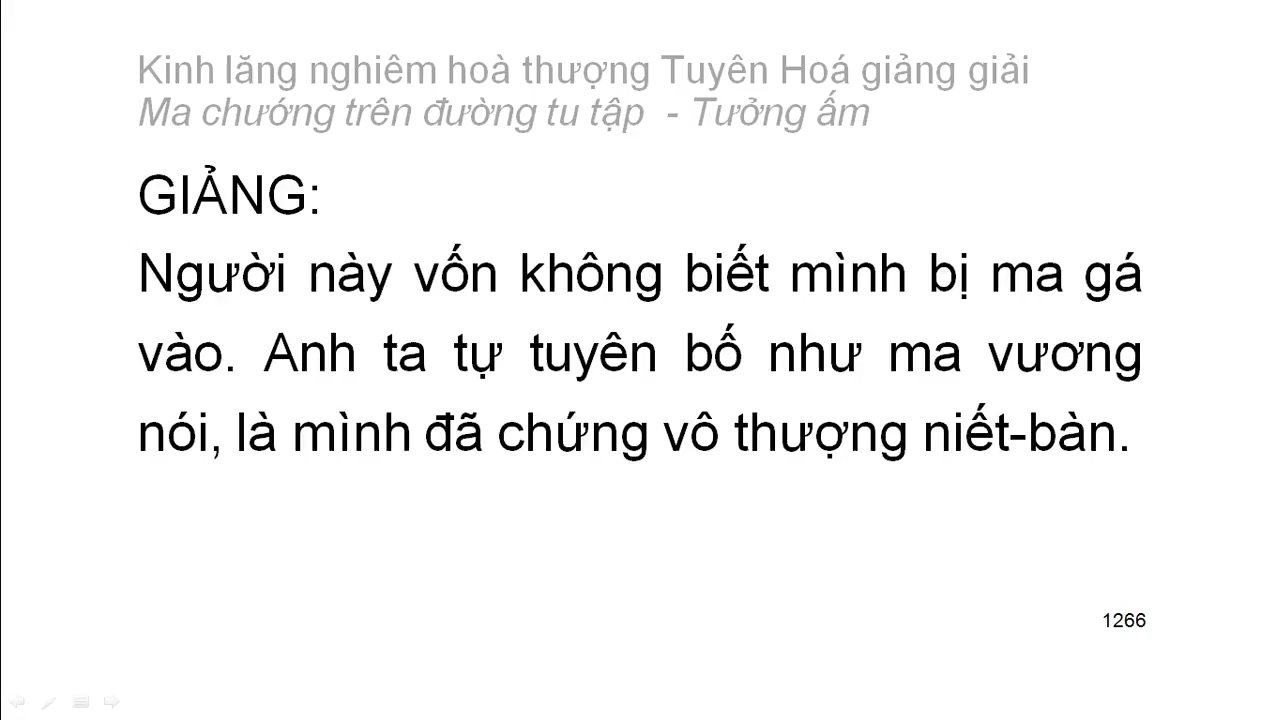 Kinh lăng nghiêm hoà thượng Tuyên Hoá giảng giải
Ma chướng trên đường tu tập - Tưởng ấm
GIẢNG:
Người này vốn không biết mình bị ma gá
vào. Anh ta tự tuyên bố như ma vương
nói, là mình đã chứng vô thượng niết-bàn.
1266